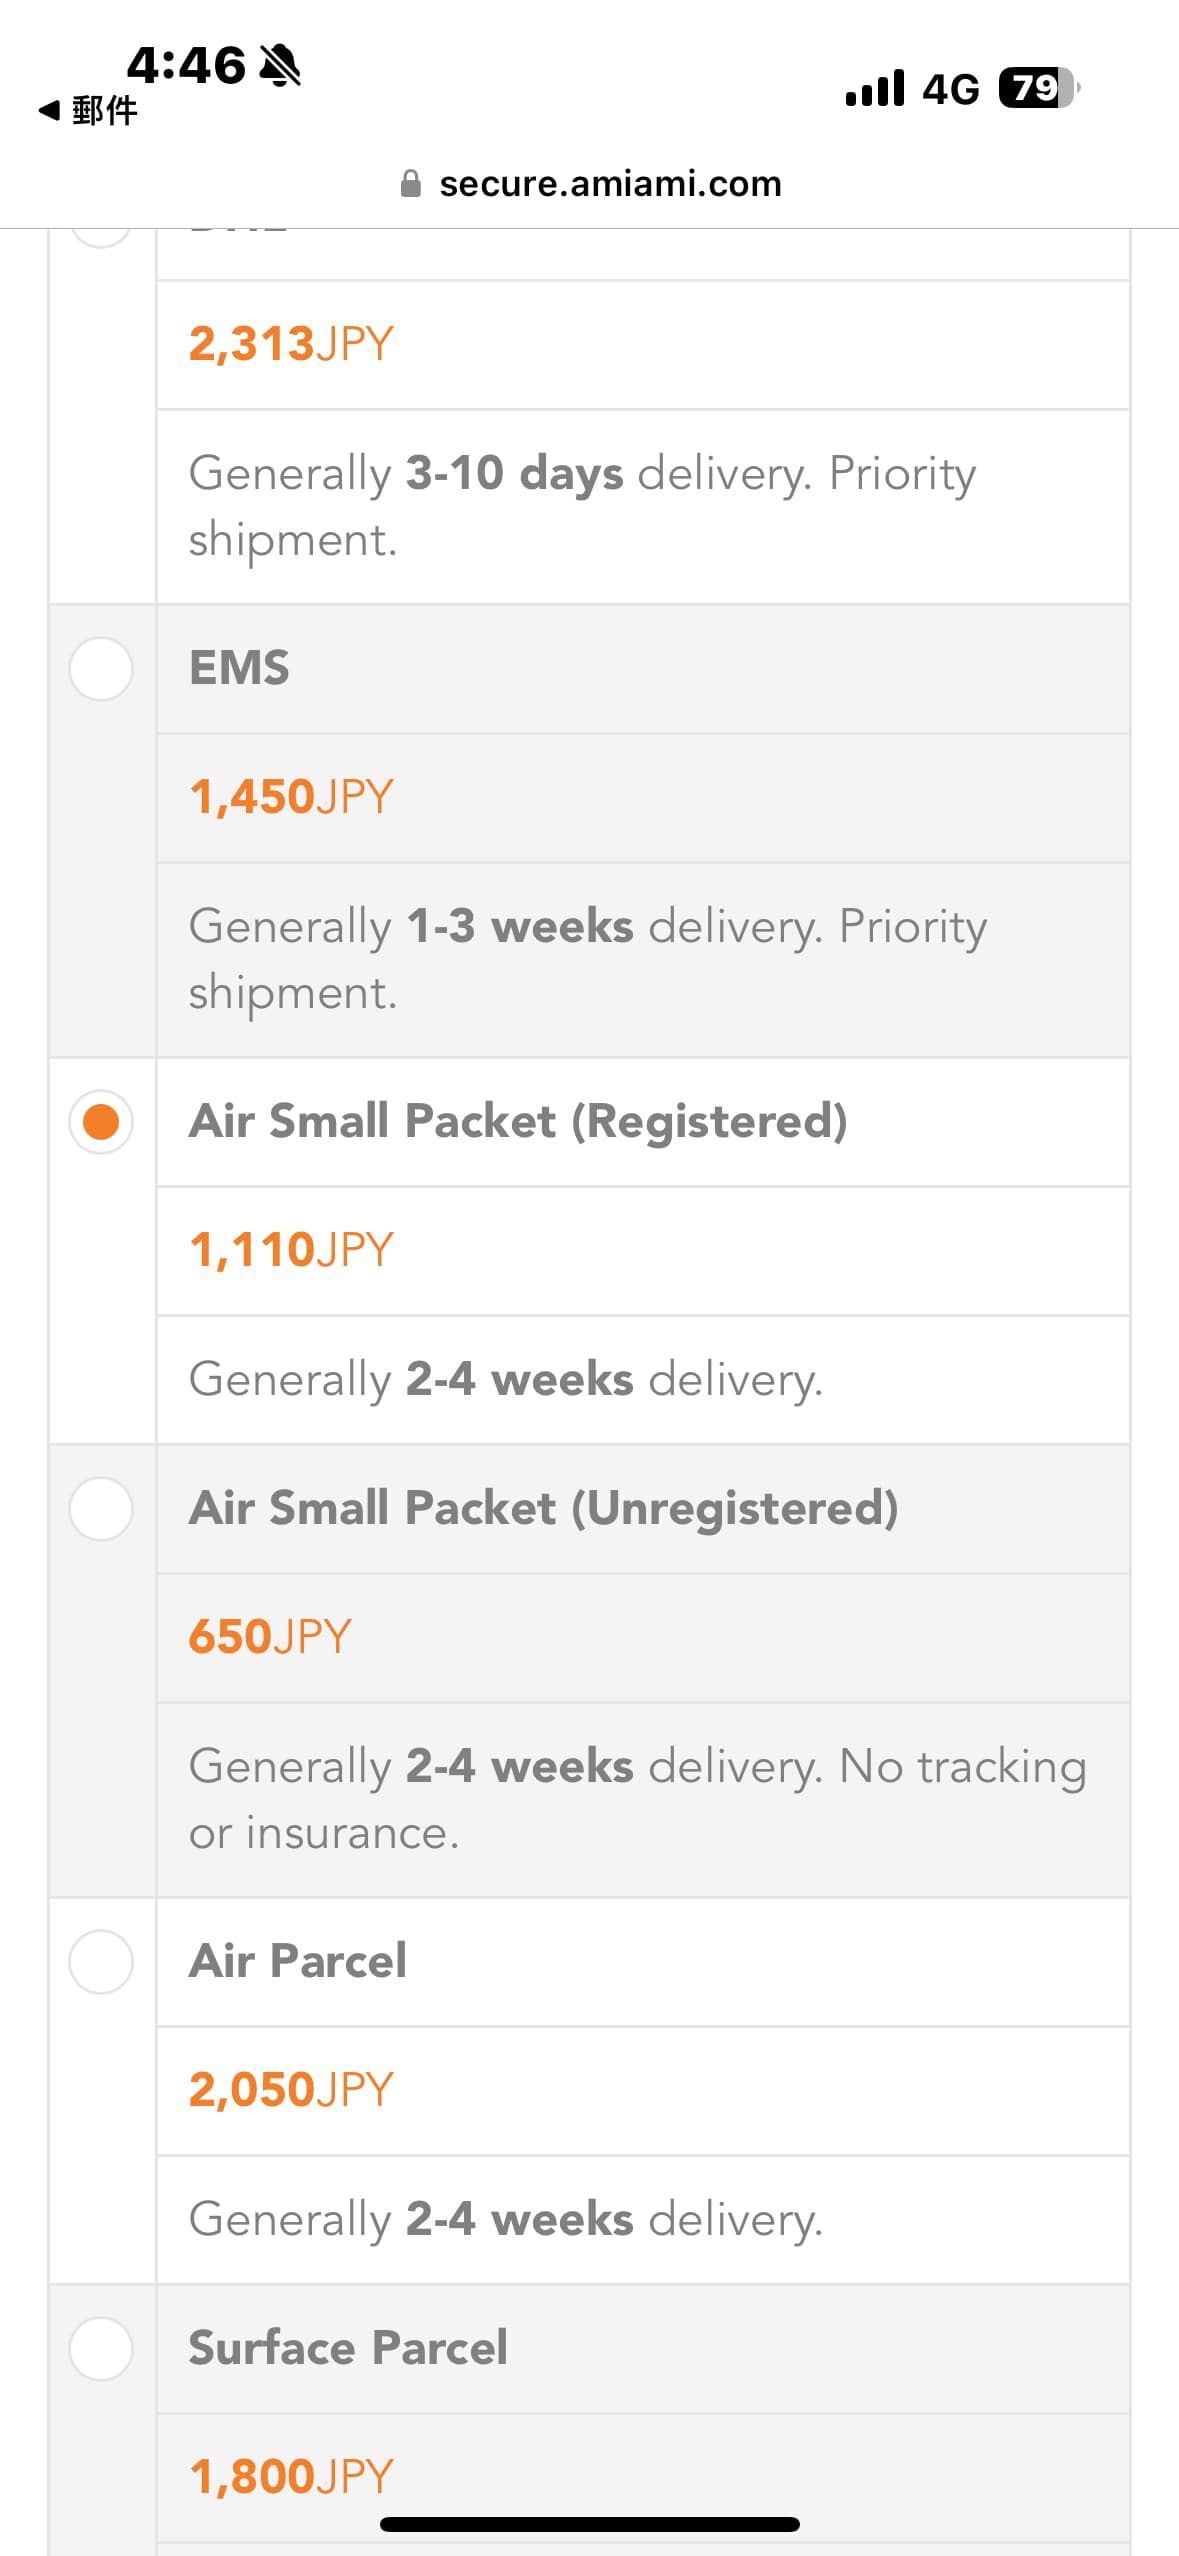 4:46
4G 79
◀ 郵件
secure.amiami.com
2,313JPY
Generally 3-10 days delivery. Priority
shipment.
EMS
1,450JPY
Generally 1-3 weeks delivery. Priority
shipment.
Air Small Packet (Registered)
1,110JPY
Generally 2-4 weeks delivery.
Air Small Packet (Unregistered)
650JPY
Generally 2-4 weeks delivery. No tracking
or insurance.
Air Parcel
2,050JPY
Generally 2-4 weeks delivery.
Surface Parcel
1,800JPY